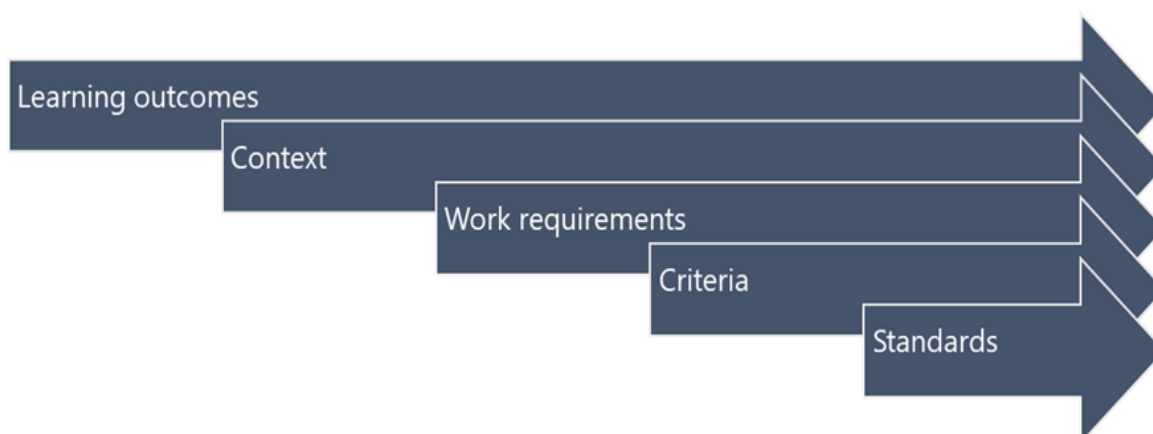 Learning outcomes
Context
Work requirements
Criteria
Standards